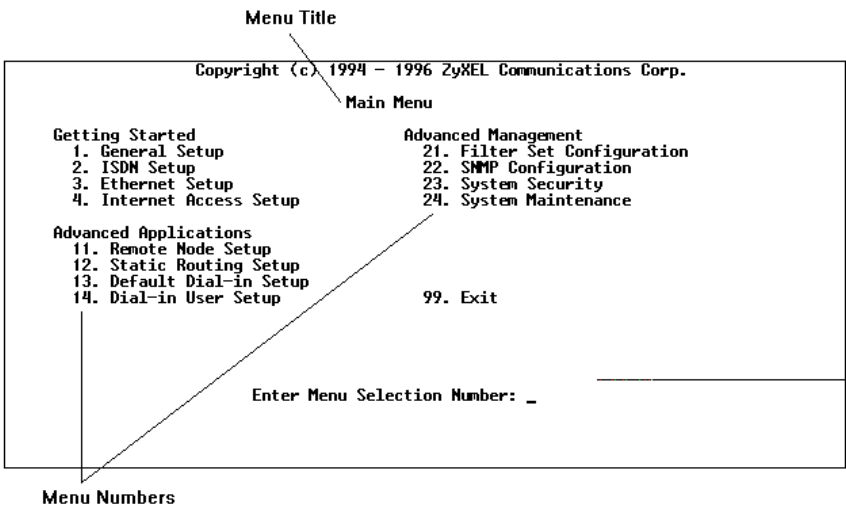 Menu Title
Copyright (c) 1994 - 1996 ZyXEL Communications Corp.
Main Menu
Getting Started
1. General Setup
2. ISDN Setup
3. Ethernet Setup
4. Internet Access Setup
Advanced Applications
11. Remote Node Setup
12. Static Routing Setup
13. Default Dial-in Setup
14. Dial-in User Setup
Advanced Management
21. Filter Set Configuration
22. SNMP Configuration
23. System Security
24. System Maintenance
99. Exit
Enter Menu Selection Number: _
Menu Numbers